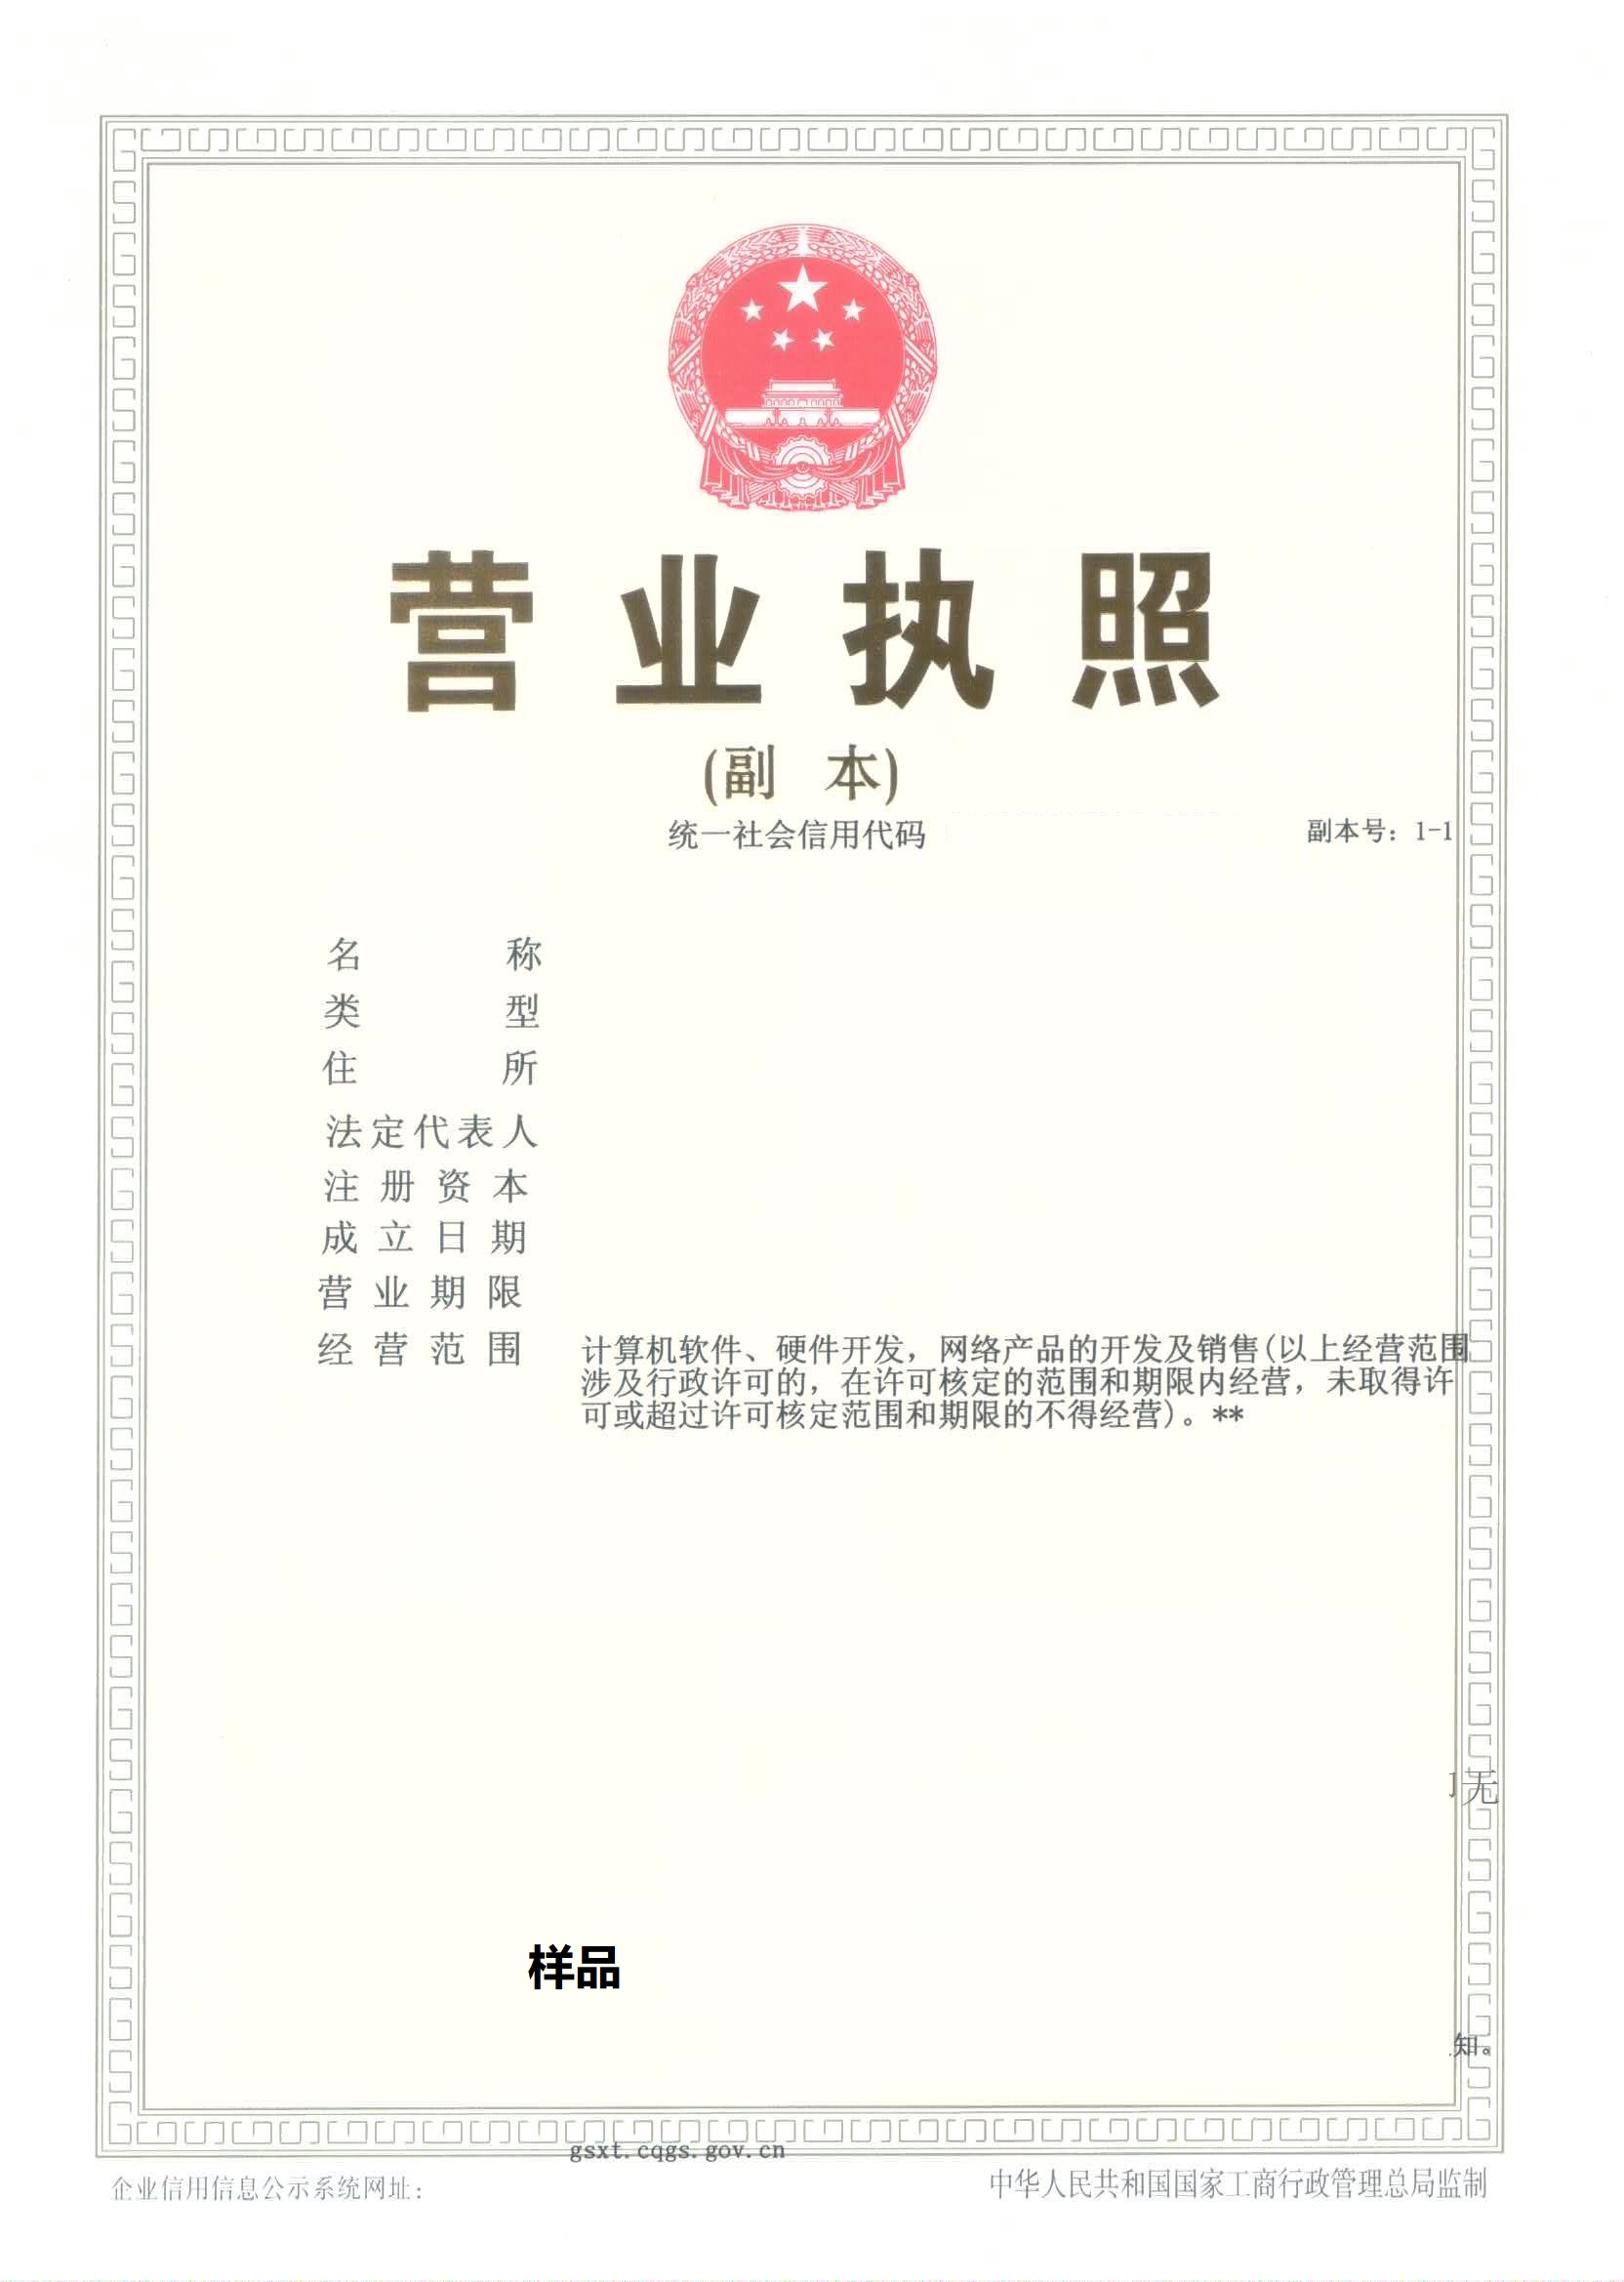 营业执照
(副 本)
统一社会信用代码
副本号：1-1
名 称
类 型
住 所
法定代表人
注册资本
成立日期
营业期限
经营范围 计算机软件、硬件开发，网络产品的开发及销售(以上经营范围
涉及行政许可的，在许可核定的范围和期限内经营，未取得许
可或超过许可核定范围和期限的不得经营)。**
无
样品
知。
gsxt.cqgs.gov.cn
企业信用信息公示系统网址：
中华人民共和国国家工商行政管理总局监制